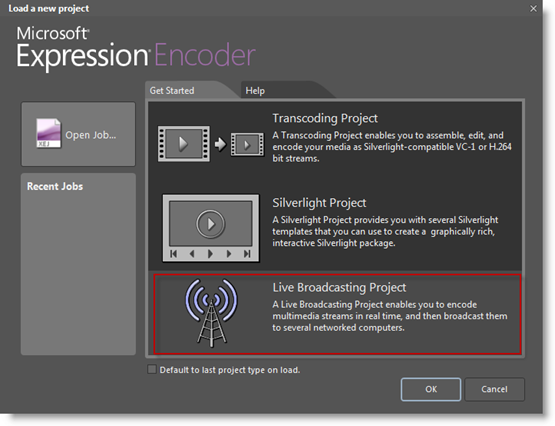 Load a new project
Microsoft®
Expression® Encoder
Get Started
Help
Open Job...
XEJ
Recent Jobs
Transcoding Project
A Transcoding Project enables you to assemble, edit, and
encode your media as Silverlight-compatible VC-1 or H.264
bit streams.
Silverlight Project
A Silverlight Project provides you with several Silverlight
templates that you can use to create a graphically rich,
interactive Silverlight package.
Live Broadcasting Project
A Live Broadcasting Project enables you to encode
multimedia streams in real time, and then broadcast them
to several networked computers.
Default to last project type on load.
OK
Cancel